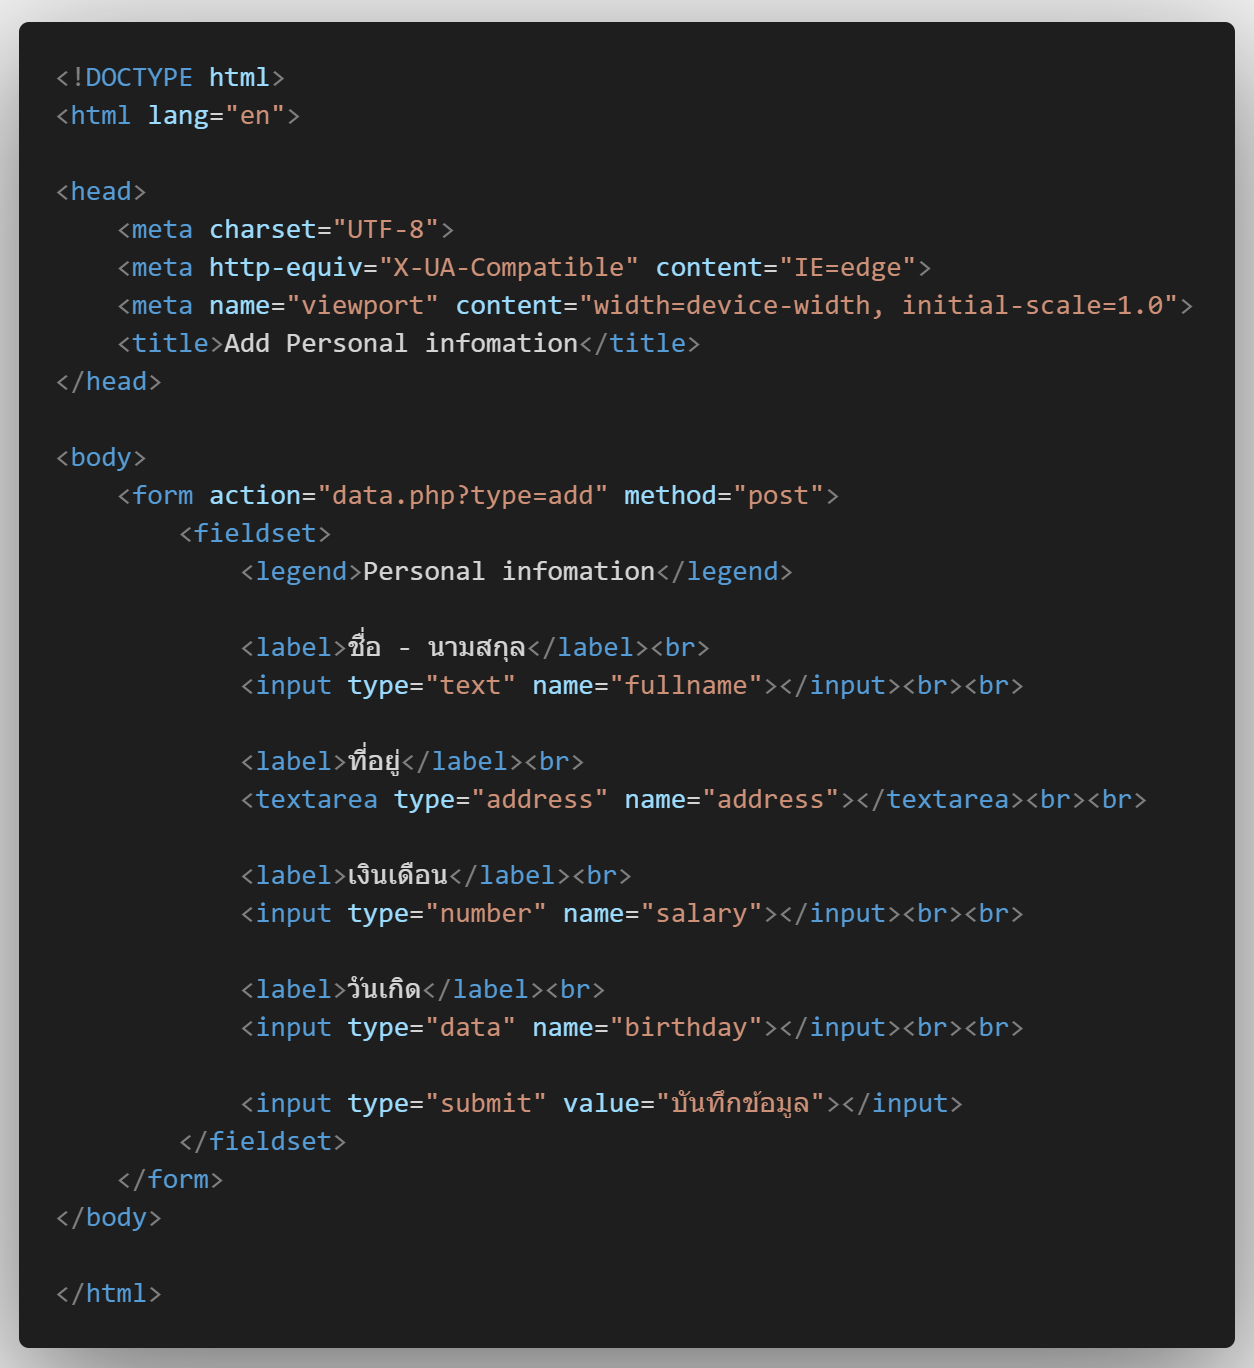 <!DOCTYPE html>
<html lang="en">
<head>
<meta charset="UTF-8">
<meta http-equiv="X-UA-Compatible" content="IE=edge">
<meta name="viewport" content="width=device-width, initial-scale=1.0">
<title>Add Personal infomation</title>
</head>
<body>
<form action="data.php?type=add" method="post">
<fieldset>
<legend>Personal infomation</legend>
<label>ชื่อ - นามสกุล</label><br>
<input type="text" name="fullname"></input><br><br>
<label>ที่อยู่</label><br>
<textarea type="address" name="address"></textarea><br><br>
<label>เงินเดือน</label><br>
<input type="number" name="salary"></input><br><br>
<label>วันเกิด</label><br>
<input type="data" name="birthday"></input><br><br>
<input type="submit" value="บันทึกข้อมูล"></input>
</fieldset>
</form>
</body>
</html>